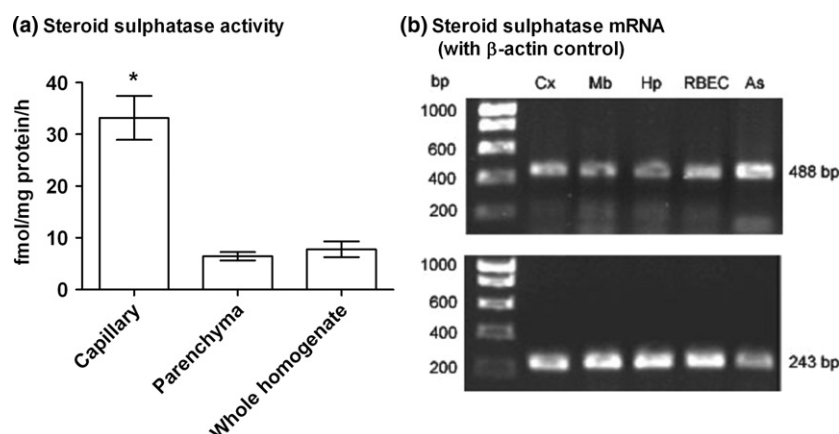 (a) Steroid sulphatase activity
fmol/mg protein/h
40
30
20
10
0
*
Capillary
Parenchyma
Whole homogenate
(b) Steroid sulphatase mRNA
(with β-actin control)
bp Cx Mb Hp RBEC As
1000
600
400
200
488 bp
1000
600
400
200
243 bp